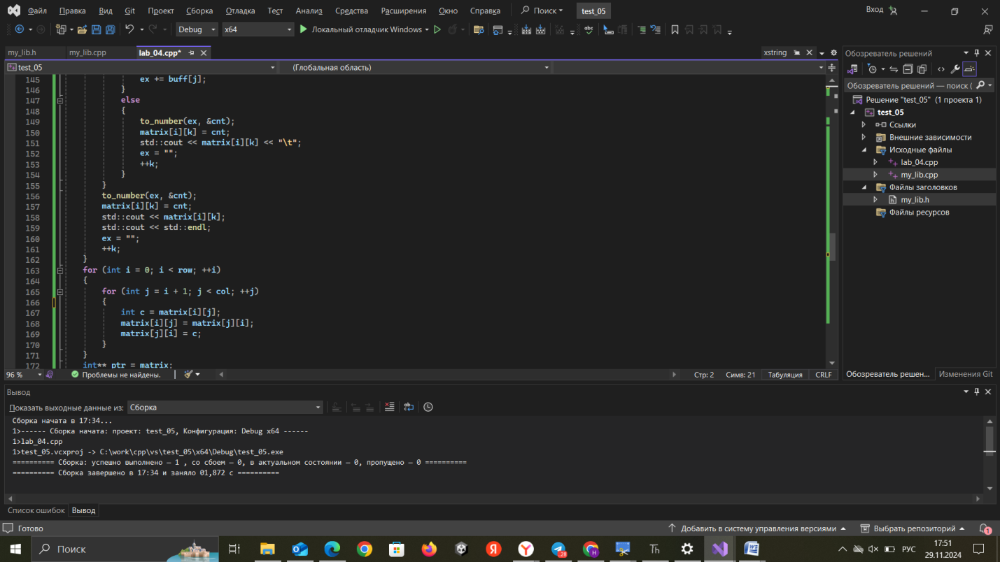 Файл Правка Вид Git Проект Сборка Отладка Тест Анализ Средства Расширения Окно Справка Поиск test_05 Вход
Debug x64 Локальный отладчик Windows
my_lib.h my_lib.cpp lab_04.cpp* xstring
test_05 (Глобальная область)
145 ex += buff[j];
146 }
147 else
148 {
149 to_number(ex, &cnt);
150 matrix[i][k] = cnt;
151 std::cout << matrix[i][k] << "\t";
152 ex = "";
153 ++k;
154 }
155 }
156 to_number(ex, &cnt);
157 matrix[i][k] = cnt;
158 std::cout << matrix[i][k];
159 std::cout << std::endl;
160 ex = "";
161 ++k;
162 }
163 for (int i = 0; i < row; ++i)
164 {
165 for (int j = i + 1; j < col; ++j)
166 {
167 int c = matrix[i][j];
168 matrix[i][j] = matrix[j][i];
169 matrix[j][i] = c;
170 }
171 }
172 int** ptr = matrix;
96 % Проблемы не найдены. Стр: 2 Симв: 21 Табуляция CRLF
Обозреватель решений
Обозреватель решений — поиск (
Решение "test_05" (1 проекта 1)
test_05
Ссылки
Внешние зависимости
Исходные файлы
lab_04.cpp
my_lib.cpp
Файлы заголовков
my_lib.h
Файлы ресурсов
Обозреватель решен... Изменения Git
Вывод
Показать выходные данные из: Сборка
Сборка начата в 17:34...
1>------ Сборка начата: проект: test_05, Конфигурация: Debug x64 ------
1>lab_04.cpp
1>test_05.vcxproj -> C:\work\cpp\vs\test_05\x64\Debug\test_05.exe
========== Сборка: успешно выполнено — 1 , со сбоем — 0, в актуальном состоянии — 0, пропущено — 0 ==========
========== Сборка завершено в 17:34 и заняло 01,872 с ==========
Список ошибок Вывод
Готово Добавить в систему управления версиями Выбрать репозиторий 1
Поиск РУС 17:51
29.11.2024